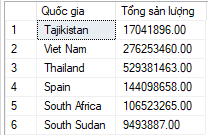 Quốc gia Tổng sản lượng
1 Tajikistan 17041896.00
2 Viet Nam 276253460.00
3 Thailand 529381463.00
4 Spain 144098658.00
5 South Africa 106523265.00
6 South Sudan 9493887.00